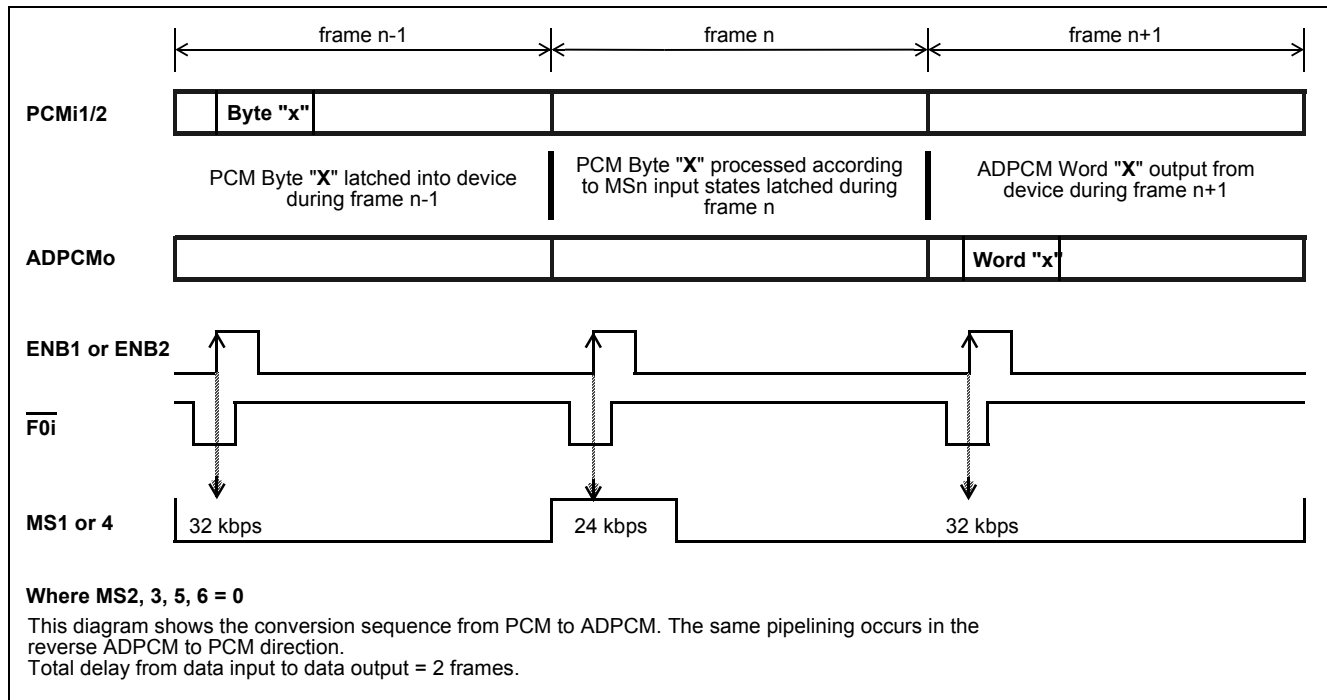 frame n-1
frame n
frame n+1
PCMi1/2
Byte "x"
PCM Byte "X" latched into device
during frame n-1
PCM Byte "X" processed according
to MSn input states latched during
frame n
ADPCM Word "X" output from
device during frame n+1
ADPCMo
Word "x"
ENB1 or ENB2
F0i
MS1 or 4
32 kbps
24 kbps
32 kbps
Where MS2, 3, 5, 6 = 0
This diagram shows the conversion sequence from PCM to ADPCM. The same pipelining occurs in the
reverse ADPCM to PCM direction.
Total delay from data input to data output = 2 frames.